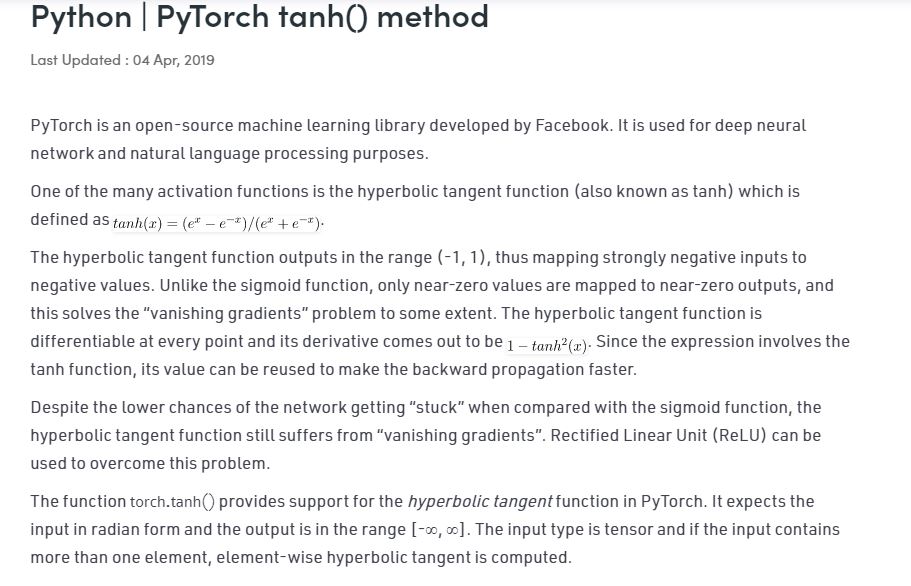 Python | PyTorch tanh() method
Last Updated : 04 Apr, 2019
PyTorch is an open-source machine learning library developed by Facebook. It is used for deep neural
network and natural language processing purposes.
One of the many activation functions is the hyperbolic tangent function (also known as tanh) which is
defined as tanh(x) = (eˣ – e⁻ˣ)/(eˣ + e⁻ˣ).
The hyperbolic tangent function outputs in the range (-1, 1), thus mapping strongly negative inputs to
negative values. Unlike the sigmoid function, only near-zero values are mapped to near-zero outputs, and
this solves the “vanishing gradients” problem to some extent. The hyperbolic tangent function is
differentiable at every point and its derivative comes out to be 1 – tanh²(x). Since the expression involves the
tanh function, its value can be reused to make the backward propagation faster.
Despite the lower chances of the network getting “stuck” when compared with the sigmoid function, the
hyperbolic tangent function still suffers from “vanishing gradients”. Rectified Linear Unit (ReLU) can be
used to overcome this problem.
The function torch.tanh() provides support for the hyperbolic tangent function in PyTorch. It expects the
input in radian form and the output is in the range [-∞, ∞]. The input type is tensor and if the input contains
more than one element, element-wise hyperbolic tangent is computed.